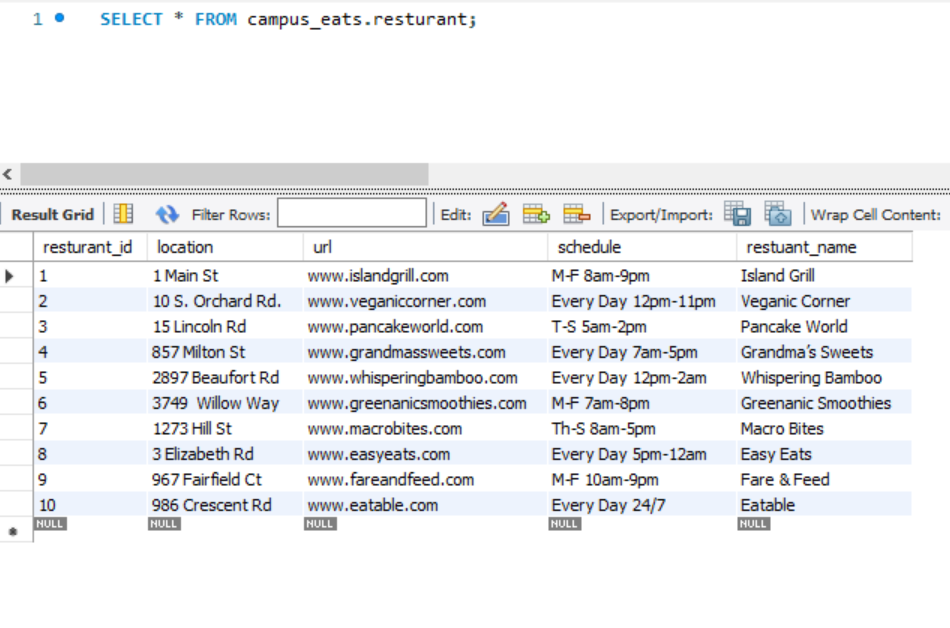 1 SELECT * FROM campus_eats.resturant;
Result Grid Filter Rows: Edit: Export/Import: Wrap Cell Content:
resturant_id location url schedule restuant_name
1 1 Main St www.islandgrill.com M-F 8am-9pm Island Grill
2 10 S. Orchard Rd. www.veganiccorner.com Every Day 12pm-11pm Veganic Corner
3 15 Lincoln Rd www.pancakeworld.com T-S 5am-2pm Pancake World
4 857 Milton St www.grandmassweets.com Every Day 7am-5pm Grandma's Sweets
5 2897 Beaufort Rd www.whisperingbamboo.com Every Day 12pm-2am Whispering Bamboo
6 3749 Willow Way www.greenanicsmoothies.com M-F 7am-8pm Greenanic Smoothies
7 1273 Hill St www.macrobites.com Th-S 8am-5pm Macro Bites
8 3 Elizabeth Rd www.easyeats.com Every Day 5pm-12am Easy Eats
9 967 Fairfield Ct www.fareandfeed.com M-F 10am-9pm Fare & Feed
10 986 Crescent Rd www.eatable.com Every Day 24/7 Eatable
NULL NULL NULL NULL NULL